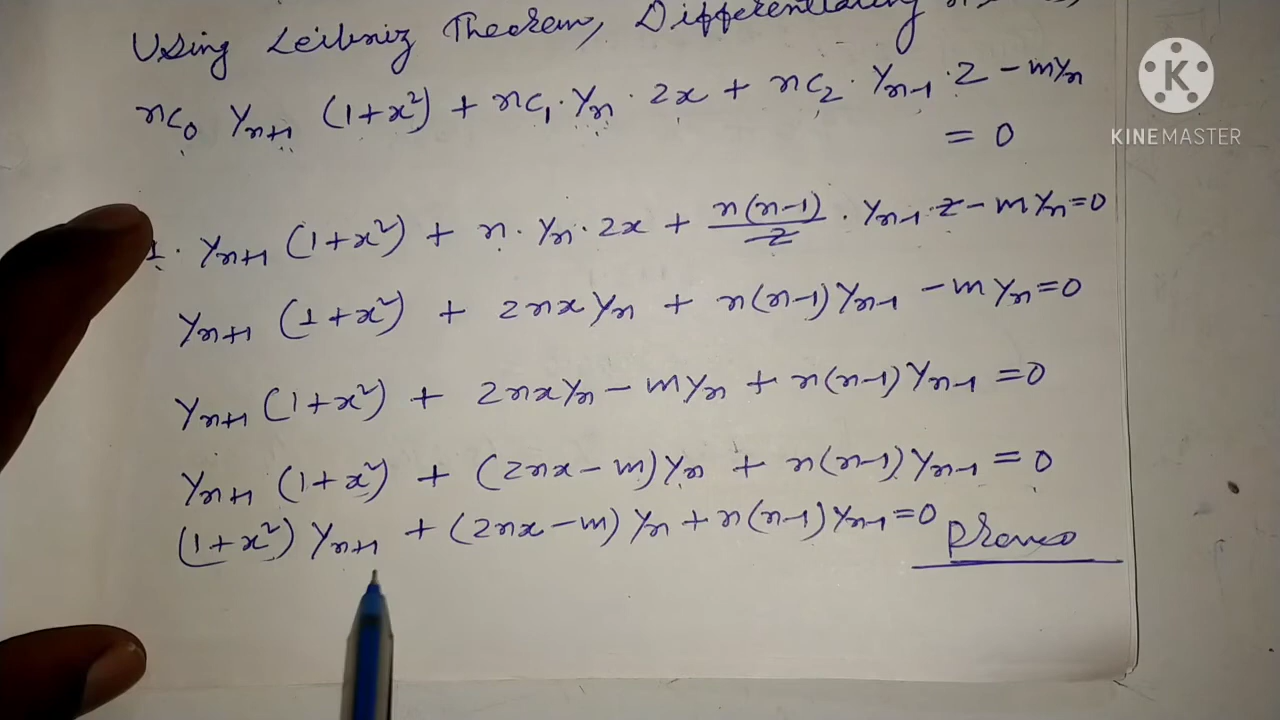 Using Leibniz Theorem, Differentiating
nc₀ yₙ₊₁ (1+x²) + nc₁·yₙ·2x + nc₂·yₙ₋₁·2 – myₙ
= 0
1. yₙ₊₁ (1+x²) + n·yₙ·2x + n(n-1)/2 · yₙ₋₁·2 – myₙ=0
yₙ₊₁ (1+x²) + 2nxyₙ + n(n-1)yₙ₋₁ – myₙ=0
yₙ₊₁ (1+x²) + 2nxyₙ – myₙ + n(n-1)yₙ₋₁ =0
yₙ₊₁ (1+x²) + (2nx – m)yₙ + n(n-1)yₙ₋₁ = 0
(1+x²) yₙ₊₁ + (2nx – m) yₙ + n(n-1)yₙ₋₁=0
K
KINEMASTER